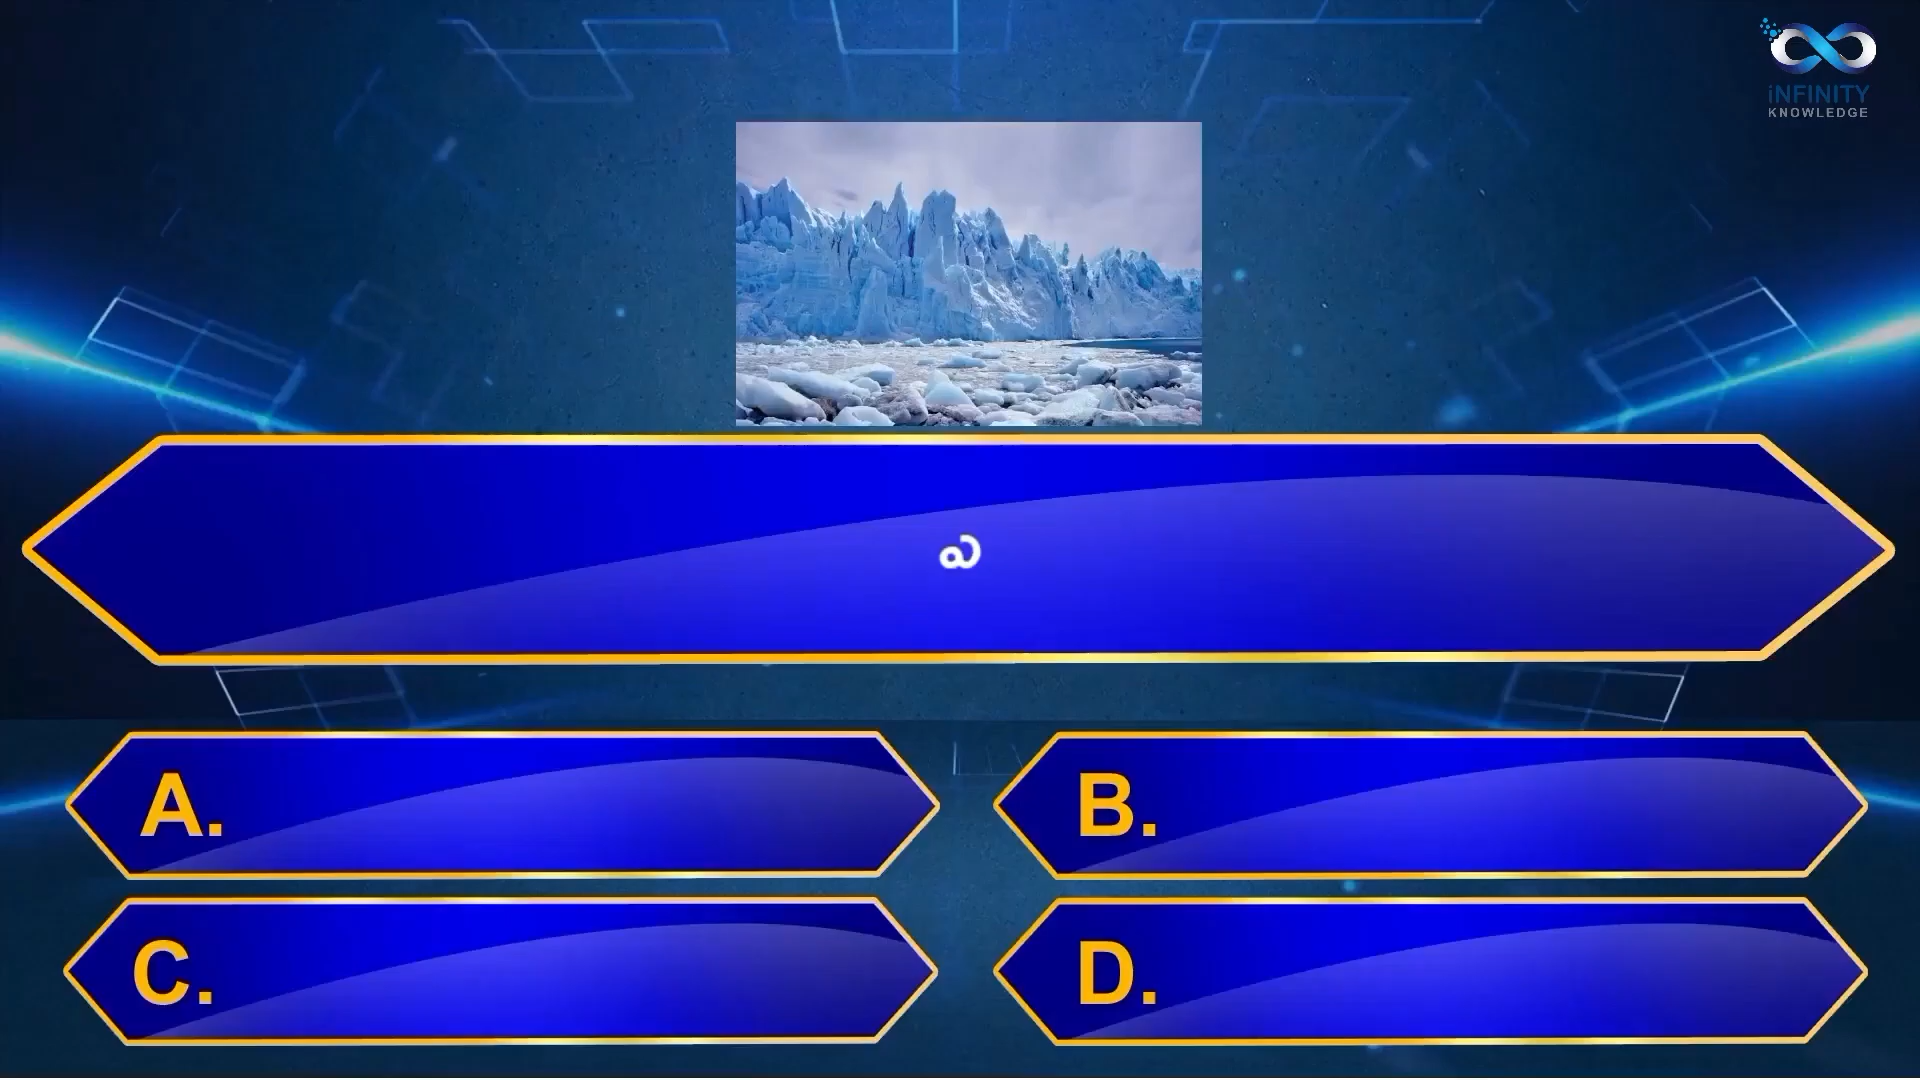 iNFINITY
KNOWLEDGE
ఎ
A.
B.
C.
D.